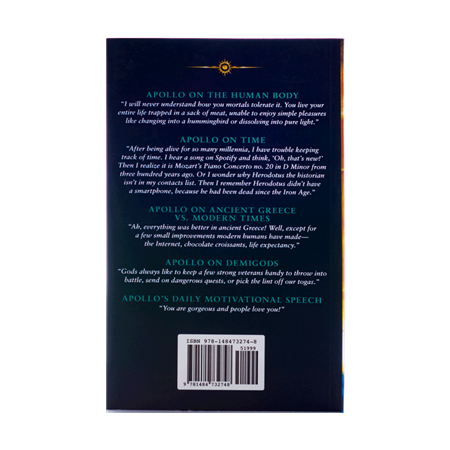 APOLLO ON THE HUMAN BODY
"I will never understand how you mortals tolerate it. You live your
entire life trapped in a sack of meat, unable to enjoy simple pleasures
like changing into a hummingbird or dissolving into pure light."
APOLLO ON TIME
"After being alive for so many millennia, I have trouble keeping
track of time. I hear a song on Spotify and think, 'Oh, that's new!'
Then I realize it is Mozart's Piano Concerto no. 20 in D Minor from
three hundred years ago. Or I wonder why Herodotus the historian
isn't in my contacts list. Then I remember Herodotus didn't have
a smartphone, because he had been dead since the Iron Age."
APOLLO ON ANCIENT GREECE
VS. MODERN TIMES
"Ah, everything was better in ancient Greece! Well, except for
a few small improvements modern humans have made—
the Internet, chocolate croissants, life expectancy."
APOLLO ON DEMIGODS
"Gods always like to keep a few strong veterans handy to throw into
battle, send on dangerous quests, or pick the lint off our togas."
APOLLO'S DAILY MOTIVATIONAL SPEECH
"You are gorgeous and people love you!"
ISBN 978-148473274-8
51999
9 781484 732748